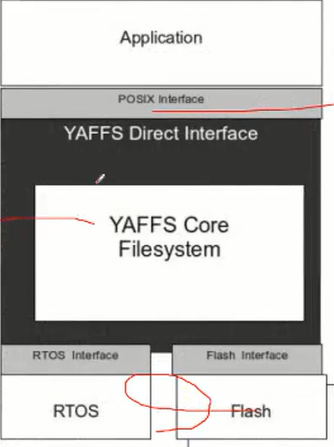 Application
POSIX Interface
YAFFS Direct Interface
YAFFS Core
Filesystem
RTOS Interface
Flash Interface
RTOS
Flash